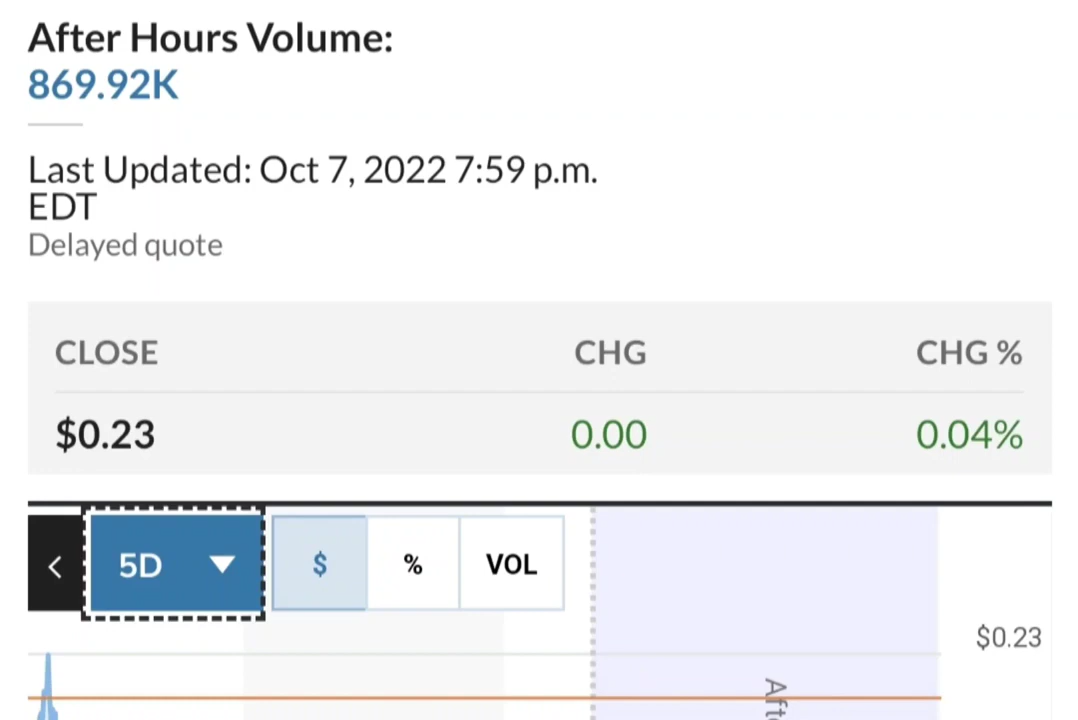 After Hours Volume:
869.92K
Last Updated: Oct 7, 2022 7:59 p.m.
EDT
Delayed quote
CLOSE CHG CHG %
$0.23 0.00 0.04%
5D $ % VOL
$0.23